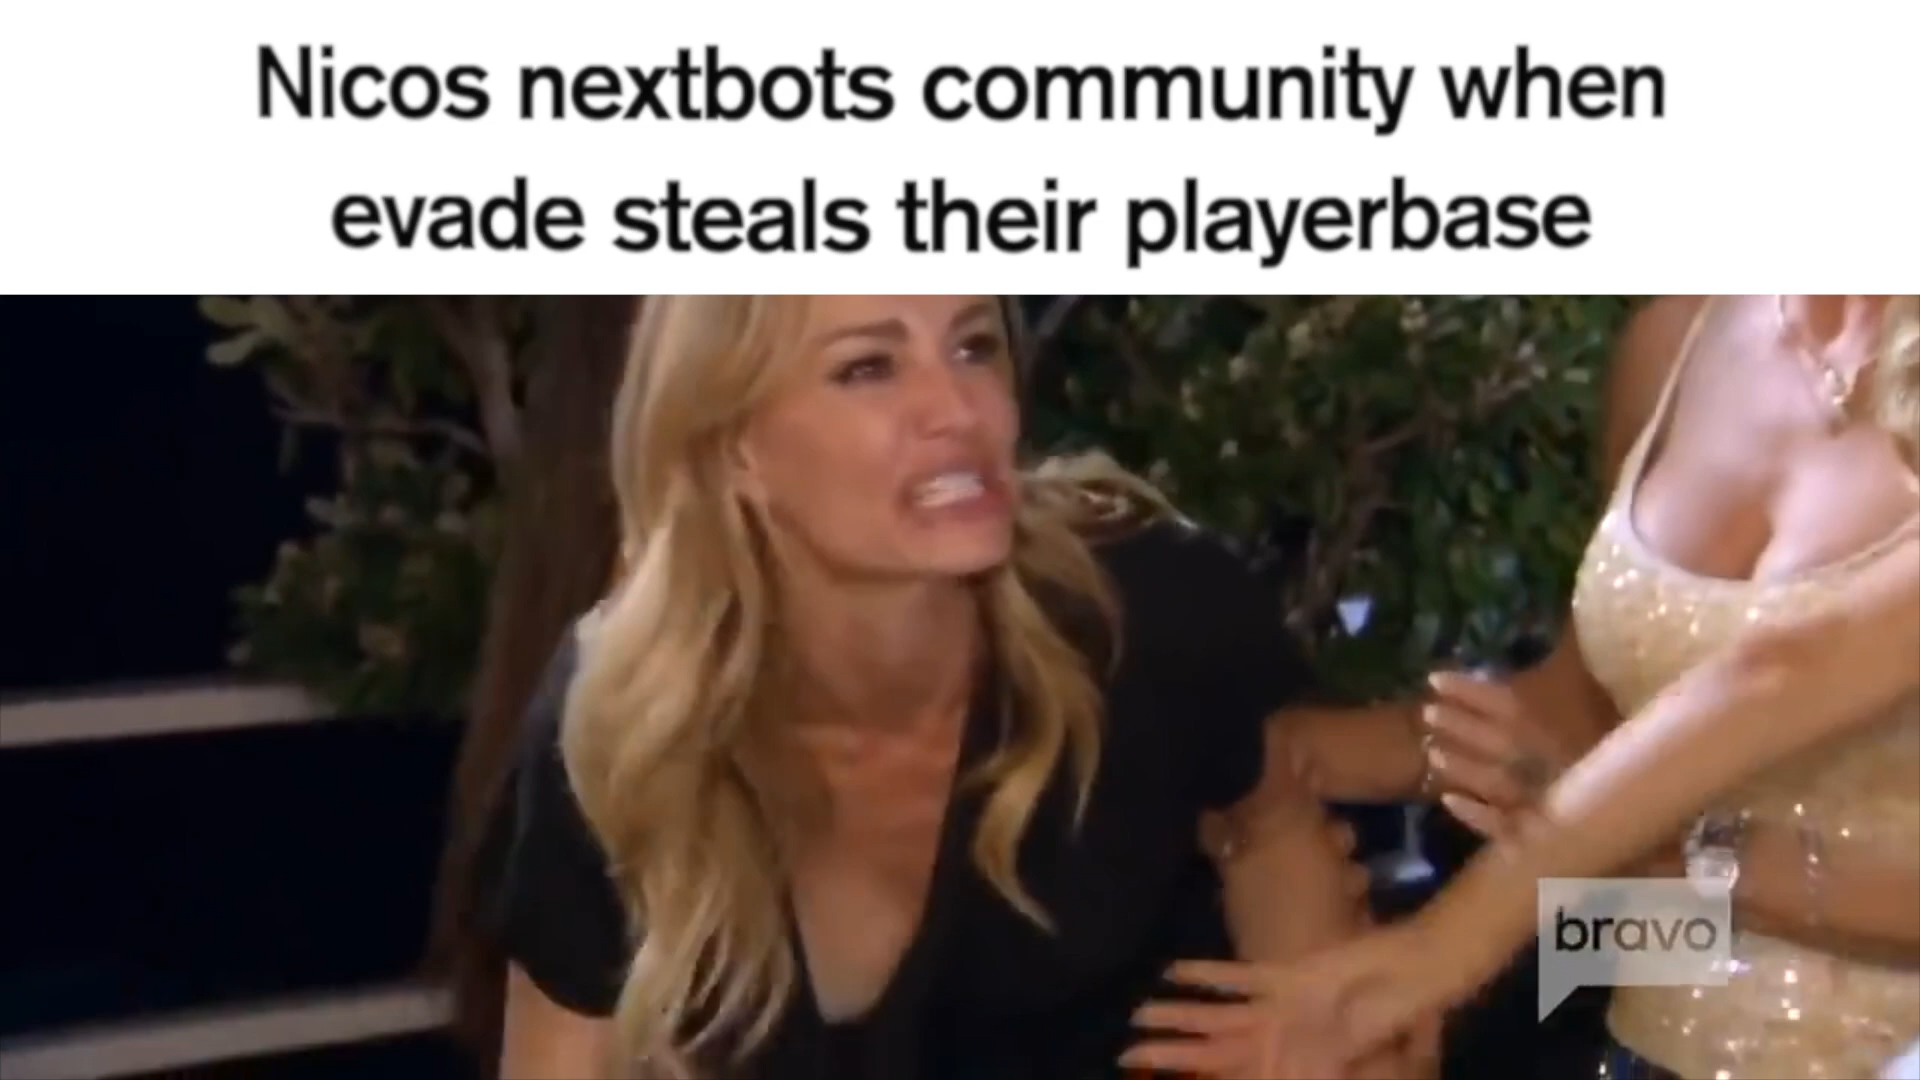 Nicos nextbots community when
evade steals their playerbase
bravo